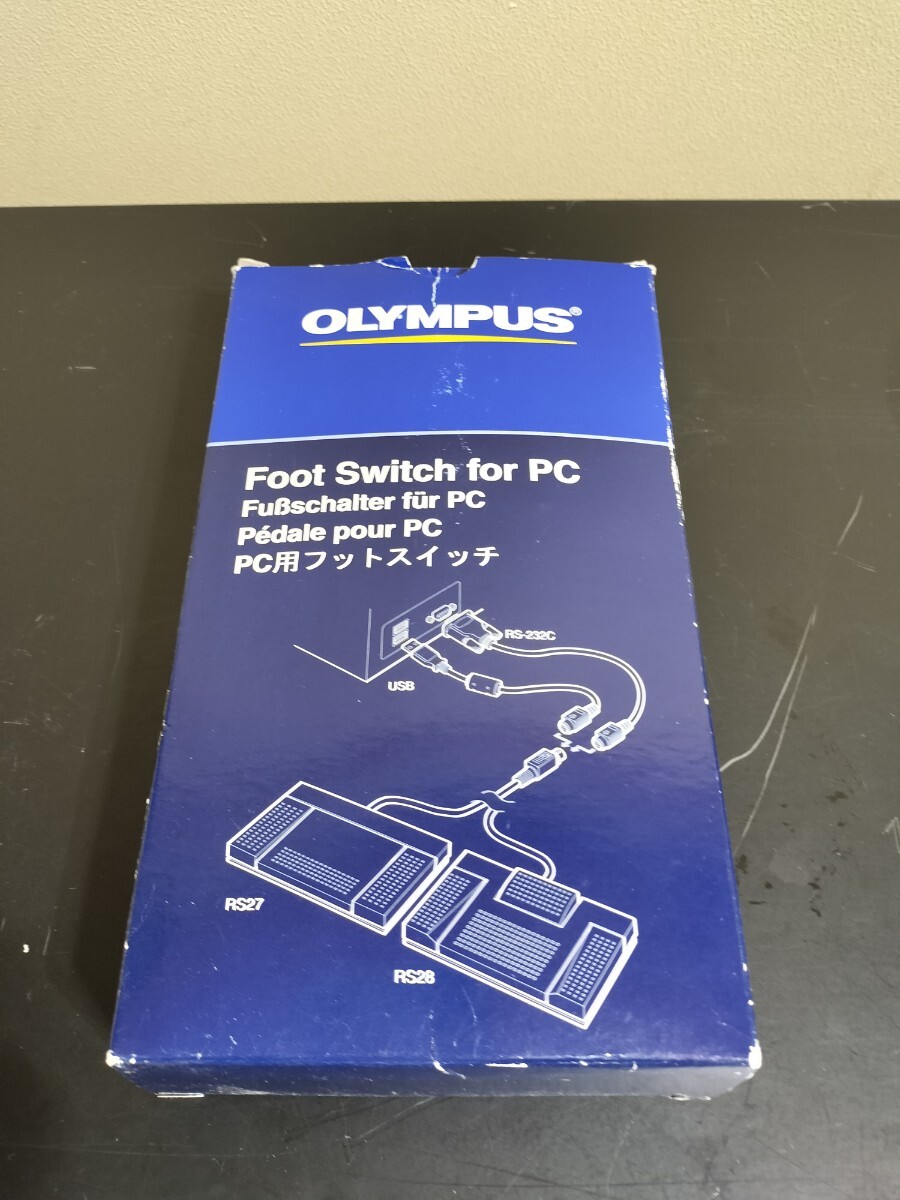 OLYMPUS®
Foot Switch for PC
Fußschalter für PC
Pédale pour PC
PC用フットスイッチ
RS-232C
USB
RS27
RS28